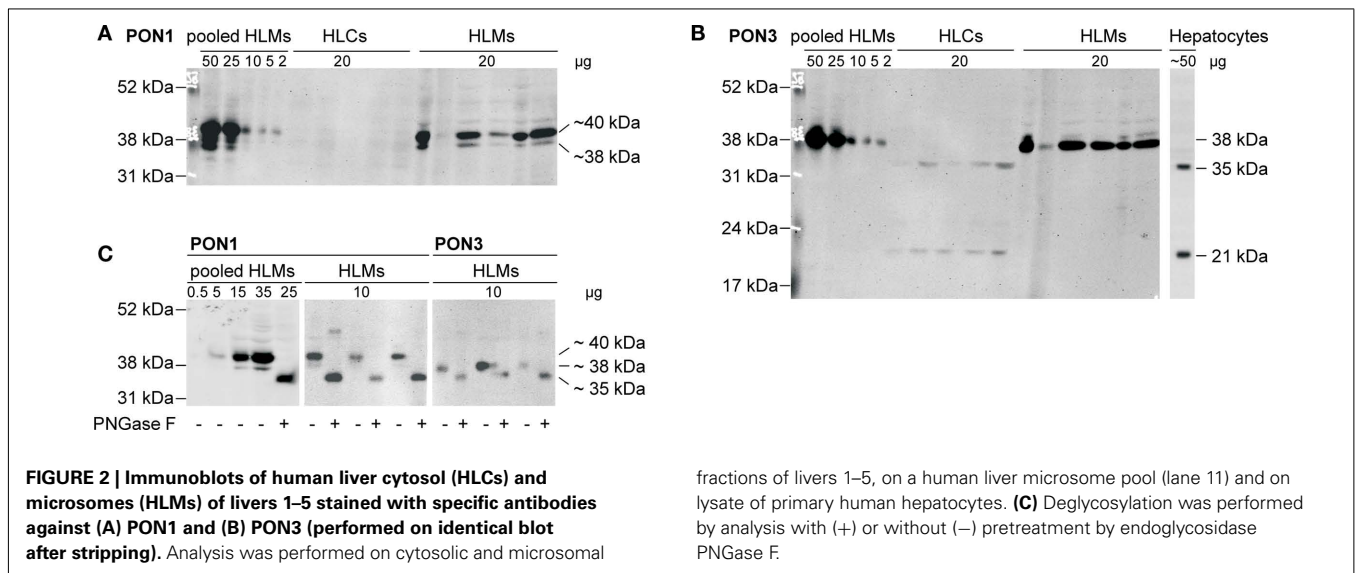 A PON1 pooled HLMs HLCs HLMs
50 25 10 5 2 20 20 µg
52 kDa
38 kDa
31 kDa
~40 kDa
~38 kDa
B PON3 pooled HLMs HLCs HLMs Hepatocytes
50 25 10 5 2 20 20 ~50 µg
52 kDa
38 kDa
31 kDa
24 kDa
17 kDa
38 kDa
35 kDa
21 kDa
C PON1 PON3
pooled HLMs HLMs HLMs
0.5 5 15 35 25 10 10 µg
52 kDa
38 kDa
31 kDa
~ 40 kDa
~ 38 kDa
~ 35 kDa
PNGase F - - - - + - + - + - + - + - + - +
FIGURE 2 | Immunoblots of human liver cytosol (HLCs) and
microsomes (HLMs) of livers 1–5 stained with specific antibodies
against (A) PON1 and (B) PON3 (performed on identical blot
after stripping). Analysis was performed on cytosolic and microsomal
fractions of livers 1–5, on a human liver microsome pool (lane 11) and on
lysate of primary human hepatocytes. (C) Deglycosylation was performed
by analysis with (+) or without (−) pretreatment by endoglycosidase
PNGase F.